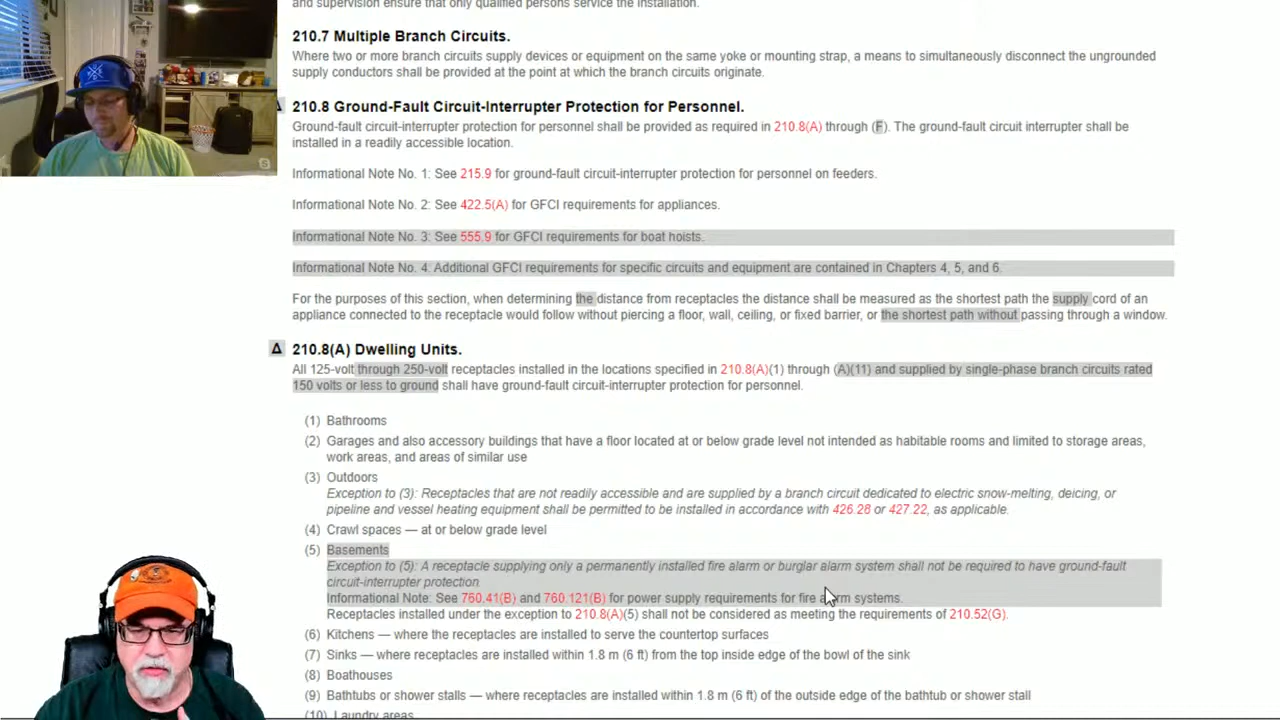 and supervision ensure that only qualified persons service the installation.
210.7 Multiple Branch Circuits.
Where two or more branch circuits supply devices or equipment on the same yoke or mounting strap, a means to simultaneously disconnect the ungrounded
supply conductors shall be provided at the point at which the branch circuits originate.
210.8 Ground-Fault Circuit-Interrupter Protection for Personnel.
Ground-fault circuit-interrupter protection for personnel shall be provided as required in 210.8(A) through (F). The ground-fault circuit interrupter shall be
installed in a readily accessible location.
Informational Note No. 1: See 215.9 for ground-fault circuit-interrupter protection for personnel on feeders.
Informational Note No. 2: See 422.5(A) for GFCI requirements for appliances.
Informational Note No. 3: See 555.9 for GFCI requirements for boat hoists.
Informational Note No. 4: Additional GFCI requirements for specific circuits and equipment are contained in Chapters 4, 5, and 6.
For the purposes of this section, when determining the distance from receptacles the distance shall be measured as the shortest path the supply cord of an
appliance connected to the receptacle would follow without piercing a floor, wall, ceiling, or fixed barrier, or the shortest path without passing through a window.
Δ 210.8(A) Dwelling Units.
All 125-volt through 250-volt receptacles installed in the locations specified in 210.8(A)(1) through (A)(11) and supplied by single-phase branch circuits rated
150 volts or less to ground shall have ground-fault circuit-interrupter protection for personnel.
(1) Bathrooms
(2) Garages and also accessory buildings that have a floor located at or below grade level not intended as habitable rooms and limited to storage areas,
work areas, and areas of similar use
(3) Outdoors
Exception to (3): Receptacles that are not readily accessible and are supplied by a branch circuit dedicated to electric snow-melting, deicing, or
pipeline and vessel heating equipment shall be permitted to be installed in accordance with 426.28 or 427.22, as applicable.
(4) Crawl spaces — at or below grade level
(5) Basements
Exception to (5): A receptacle supplying only a permanently installed fire alarm or burglar alarm system shall not be required to have ground-fault
circuit-interrupter protection.
Informational Note: See 760.41(B) and 760.121(B) for power supply requirements for fire alarm systems.
Receptacles installed under the exception to 210.8(A)(5) shall not be considered as meeting the requirements of 210.52(G).
(6) Kitchens — where the receptacles are installed to serve the countertop surfaces
(7) Sinks — where receptacles are installed within 1.8 m (6 ft) from the top inside edge of the bowl of the sink
(8) Boathouses
(9) Bathtubs or shower stalls — where receptacles are installed within 1.8 m (6 ft) of the outside edge of the bathtub or shower stall
(10) Laundry areas